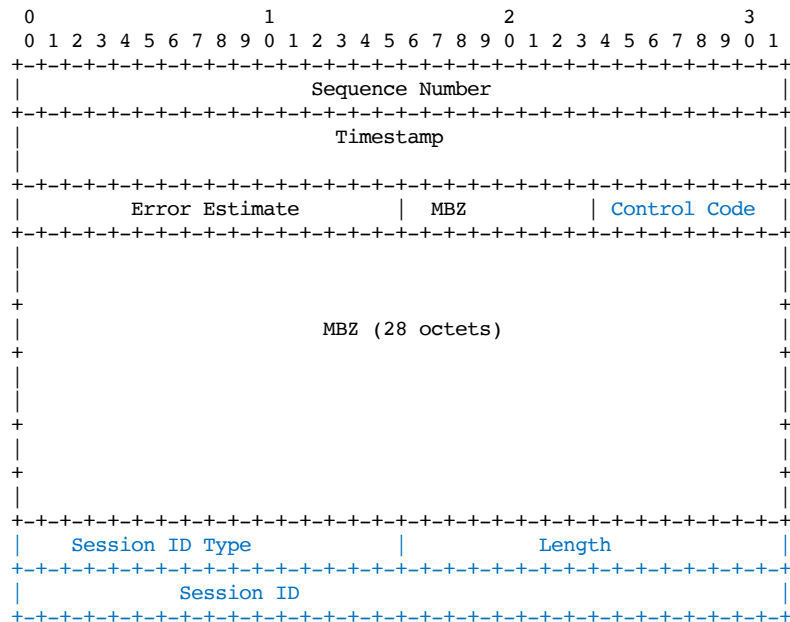 0                   1                   2                   3
 0 1 2 3 4 5 6 7 8 9 0 1 2 3 4 5 6 7 8 9 0 1 2 3 4 5 6 7 8 9 0 1
+-+-+-+-+-+-+-+-+-+-+-+-+-+-+-+-+-+-+-+-+-+-+-+-+-+-+-+-+-+-+-+-+
|                        Sequence Number                        |
+-+-+-+-+-+-+-+-+-+-+-+-+-+-+-+-+-+-+-+-+-+-+-+-+-+-+-+-+-+-+-+-+
|                          Timestamp                            |
|                                                               |
+-+-+-+-+-+-+-+-+-+-+-+-+-+-+-+-+-+-+-+-+-+-+-+-+-+-+-+-+-+-+-+-+
|         Error Estimate        |  MBZ          | Control Code  |
+-+-+-+-+-+-+-+-+-+-+-+-+-+-+-+-+-+-+-+-+-+-+-+-+-+-+-+-+-+-+-+-+
|                                                               |
|                                                               |
+                                                               +
|                         MBZ (28 octets)                       |
+                                                               +
|                                                               |
|                                                               |
+                                                               +
|                                                               |
+                                                               +
|                                                               |
+-+-+-+-+-+-+-+-+-+-+-+-+-+-+-+-+-+-+-+-+-+-+-+-+-+-+-+-+-+-+-+-+
|    Session ID Type            |           Length              |
+-+-+-+-+-+-+-+-+-+-+-+-+-+-+-+-+-+-+-+-+-+-+-+-+-+-+-+-+-+-+-+-+
|             Session ID                                        |
+-+-+-+-+-+-+-+-+-+-+-+-+-+-+-+-+-+-+-+-+-+-+-+-+-+-+-+-+-+-+-+-+